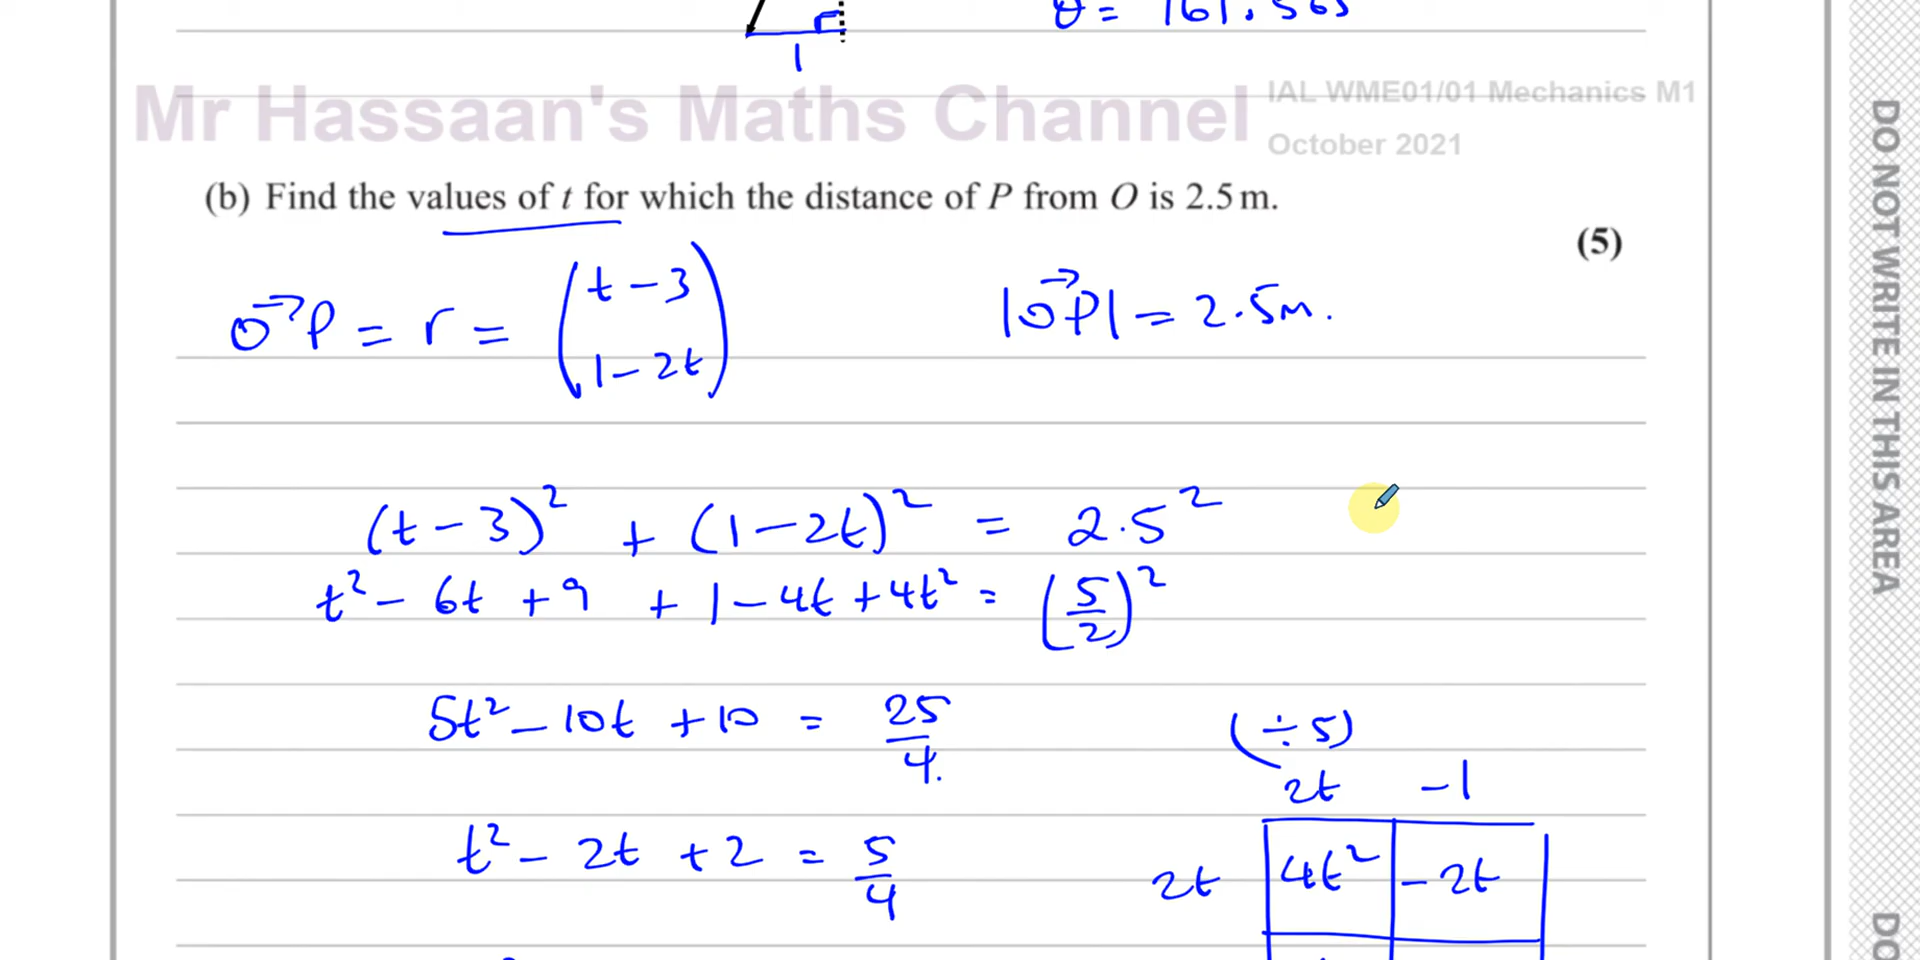 θ = 161.565
1
Mr Hassaan's Maths Channel
IAL WME01/01 Mechanics M1
October 2021
(b) Find the values of t for which the distance of P from O is 2.5 m.
(5)
OP = r = (t - 3
1 - 2t)
|OP| = 2.5m.
(t - 3)² + (1 - 2t)² = 2.5²
t² - 6t + 9 + 1 - 4t + 4t² = (5/2)²
5t² - 10t + 10 = 25/4.
(÷5)
t² - 2t + 2 = 5/4
2t -1
2t 4t² -2t
DO NOT WRITE IN THIS AREA
DO